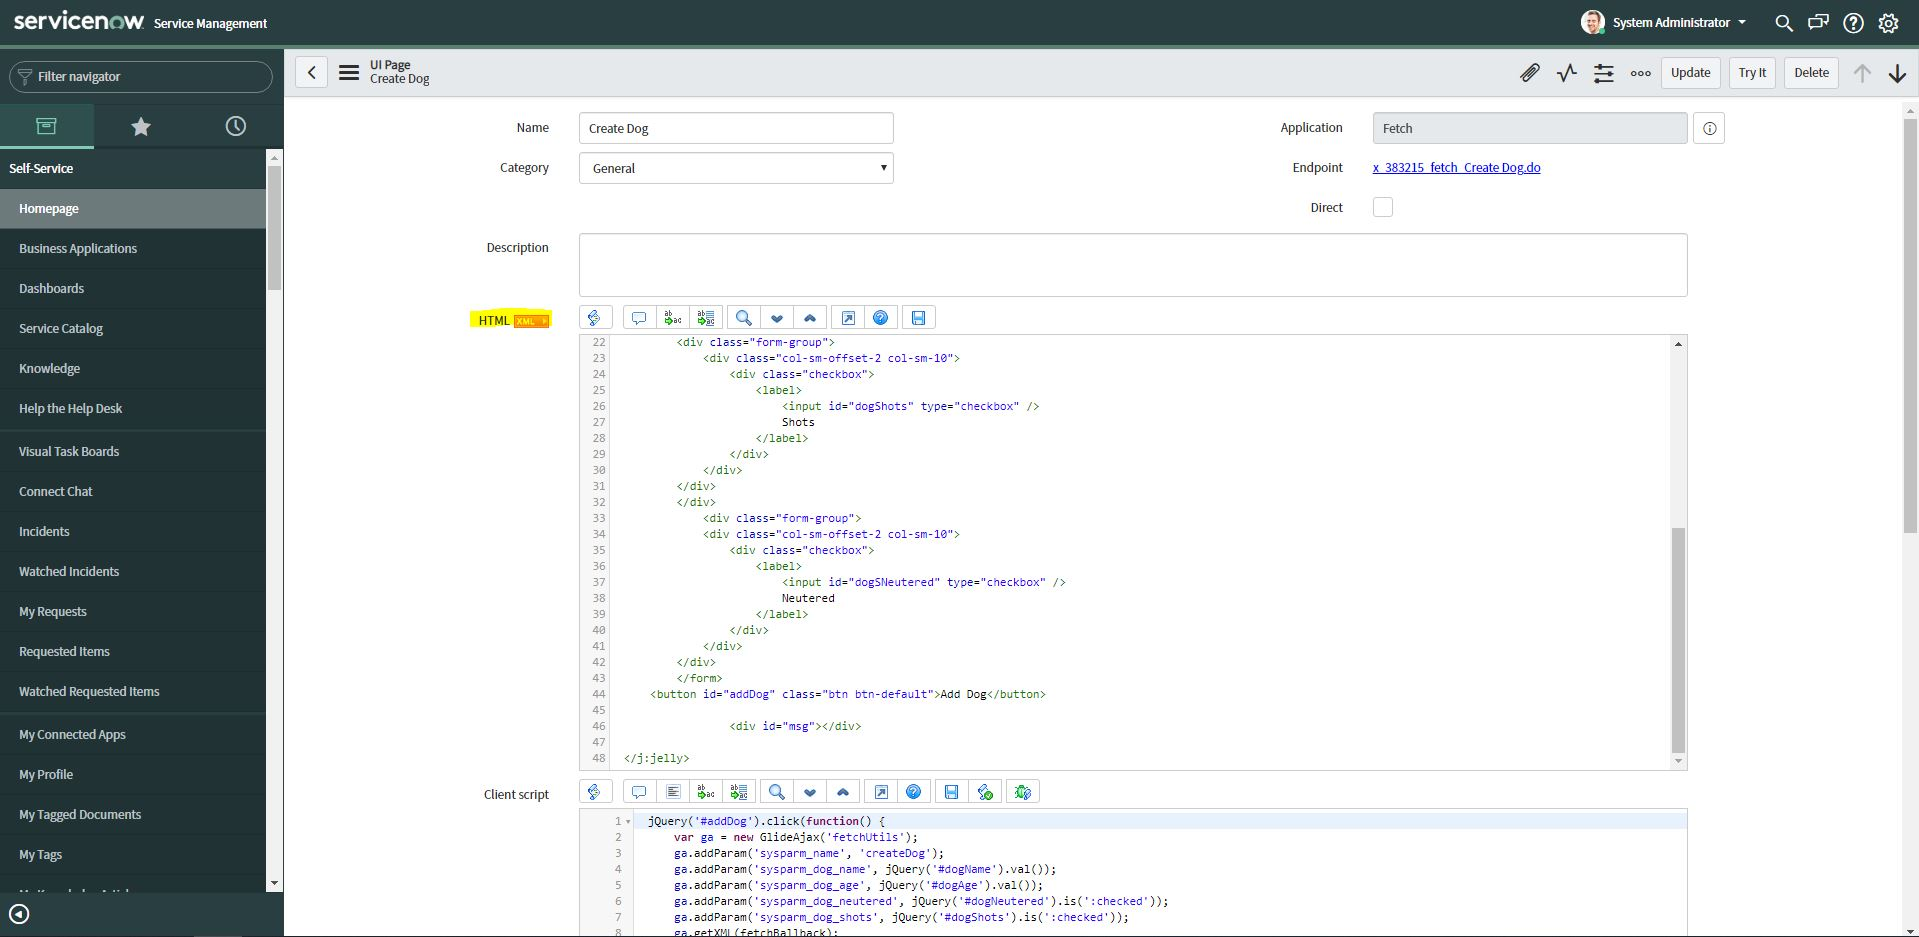 servicenow Service Management
System Administrator
Filter navigator
Self-Service
Homepage
Business Applications
Dashboards
Service Catalog
Knowledge
Help the Help Desk
Visual Task Boards
Connect Chat
Incidents
Watched Incidents
My Requests
Requested Items
Watched Requested Items
My Connected Apps
My Profile
My Tagged Documents
My Tags
UI Page
Create Dog
Update Try It Delete
Name Create Dog
Application Fetch
Category General
Endpoint x_383215_fetch_Create Dog.do
Direct
Description
HTML XML
22 <div class="form-group">
23 <div class="col-sm-offset-2 col-sm-10">
24 <div class="checkbox">
25 <label>
26 <input id="dogShots" type="checkbox" />
27 Shots
28 </label>
29 </div>
30 </div>
31 </div>
32 </div>
33 <div class="form-group">
34 <div class="col-sm-offset-2 col-sm-10">
35 <div class="checkbox">
36 <label>
37 <input id="dogSNeutered" type="checkbox" />
38 Neutered
39 </label>
40 </div>
41 </div>
42 </div>
43 </form>
44 <button id="addDog" class="btn btn-default">Add Dog</button>
45
46 <div id="msg"></div>
47
48 </j:jelly>
Client script
1 jQuery('#addDog').click(function() {
2 var ga = new GlideAjax('fetchUtils');
3 ga.addParam('sysparm_name', 'createDog');
4 ga.addParam('sysparm_dog_name', jQuery('#dogName').val());
5 ga.addParam('sysparm_dog_age', jQuery('#dogAge').val());
6 ga.addParam('sysparm_dog_neutered', jQuery('#dogNeutered').is(':checked'));
7 ga.addParam('sysparm_dog_shots', jQuery('#dogShots').is(':checked'));
8 ga.getXML(fetchBallback);